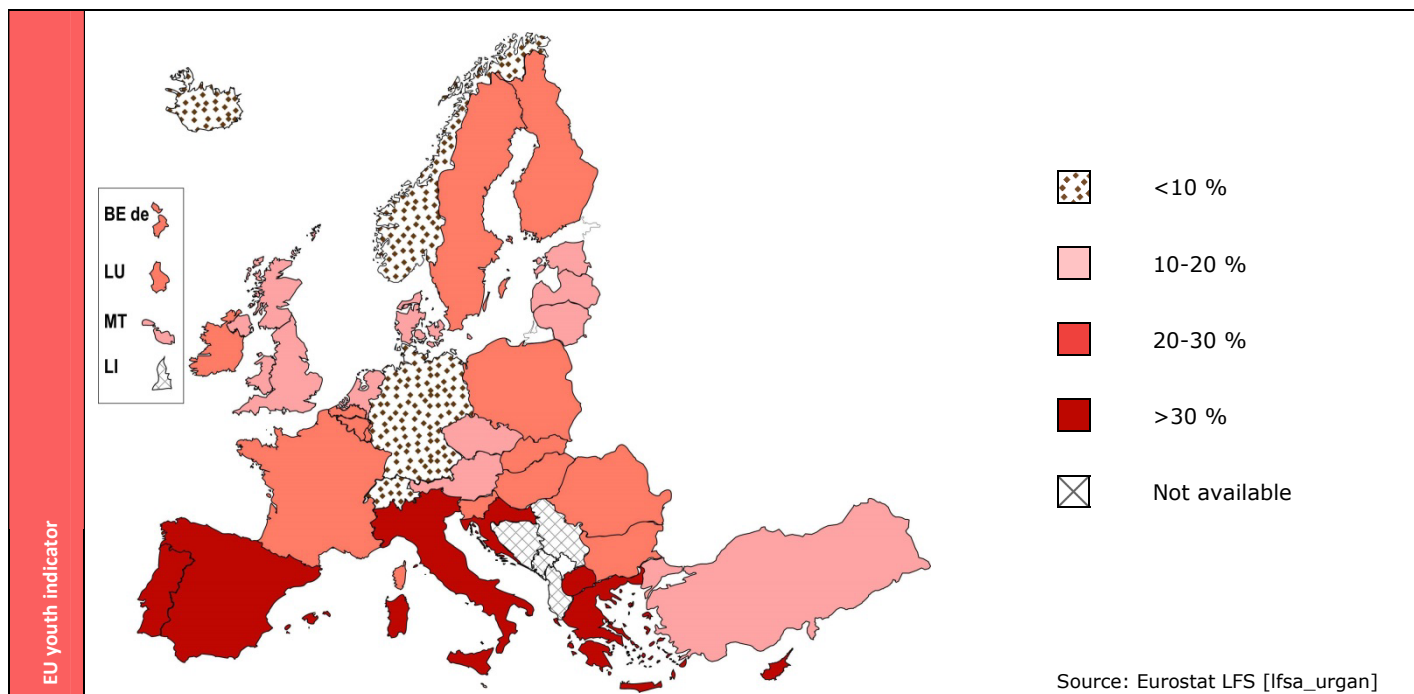 EU youth indicator
BE de
LU
MT
LI
<10 %
10-20 %
20-30 %
>30 %
Not available
Source: Eurostat LFS [lfsa_urgan]